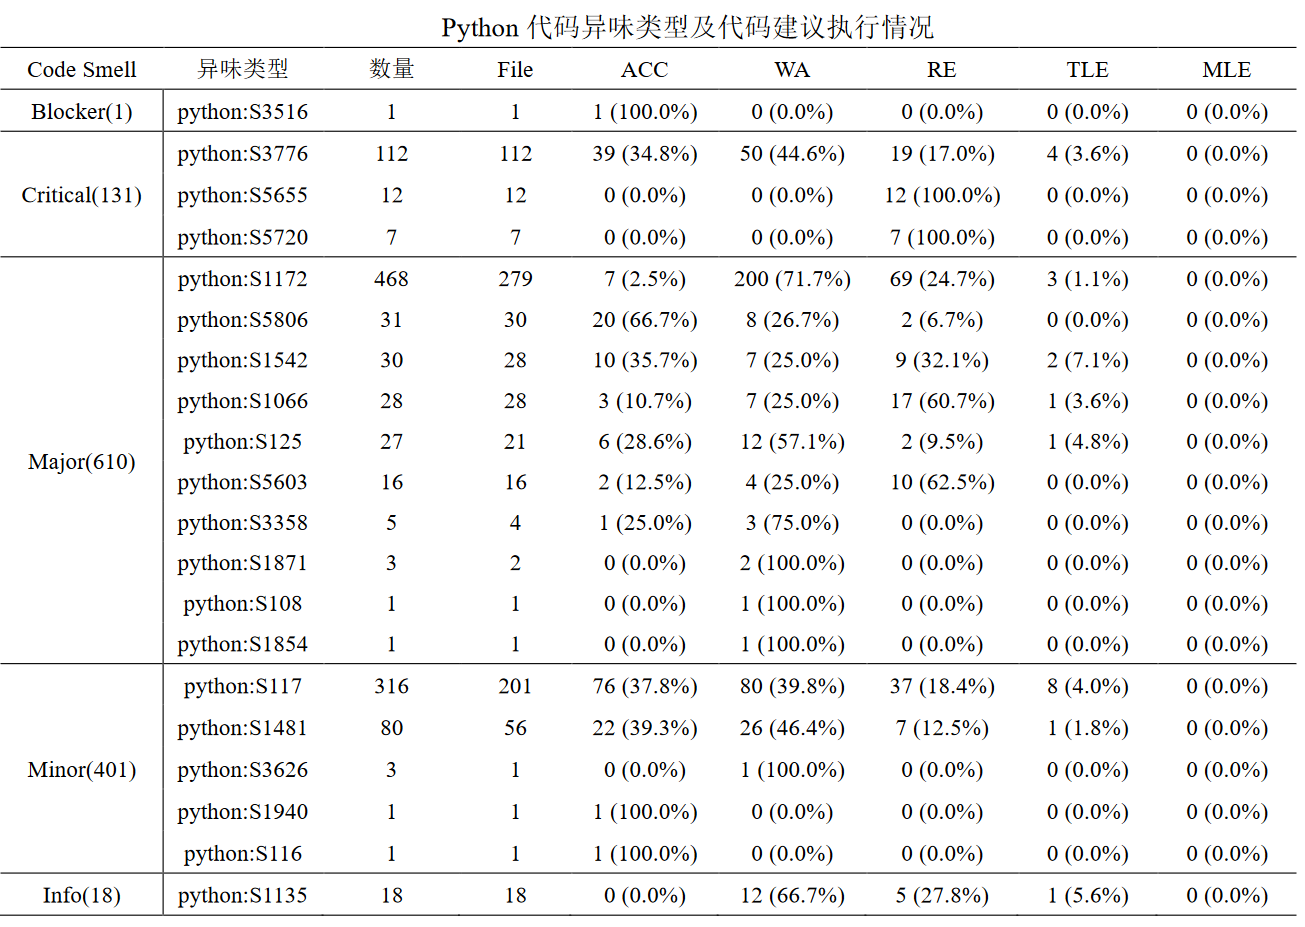 Python 代码异味类型及代码建议执行情况
Code Smell 异味类型 数量 File ACC WA RE TLE MLE
Blocker(1) python:S3516 1 1 1 (100.0%) 0 (0.0%) 0 (0.0%) 0 (0.0%) 0 (0.0%)
python:S3776 112 112 39 (34.8%) 50 (44.6%) 19 (17.0%) 4 (3.6%) 0 (0.0%)
Critical(131) python:S5655 12 12 0 (0.0%) 0 (0.0%) 12 (100.0%) 0 (0.0%) 0 (0.0%)
python:S5720 7 7 0 (0.0%) 0 (0.0%) 7 (100.0%) 0 (0.0%) 0 (0.0%)
python:S1172 468 279 7 (2.5%) 200 (71.7%) 69 (24.7%) 3 (1.1%) 0 (0.0%)
python:S5806 31 30 20 (66.7%) 8 (26.7%) 2 (6.7%) 0 (0.0%) 0 (0.0%)
python:S1542 30 28 10 (35.7%) 7 (25.0%) 9 (32.1%) 2 (7.1%) 0 (0.0%)
python:S1066 28 28 3 (10.7%) 7 (25.0%) 17 (60.7%) 1 (3.6%) 0 (0.0%)
python:S125 27 21 6 (28.6%) 12 (57.1%) 2 (9.5%) 1 (4.8%) 0 (0.0%)
Major(610)
python:S5603 16 16 2 (12.5%) 4 (25.0%) 10 (62.5%) 0 (0.0%) 0 (0.0%)
python:S3358 5 4 1 (25.0%) 3 (75.0%) 0 (0.0%) 0 (0.0%) 0 (0.0%)
python:S1871 3 2 0 (0.0%) 2 (100.0%) 0 (0.0%) 0 (0.0%) 0 (0.0%)
python:S108 1 1 0 (0.0%) 1 (100.0%) 0 (0.0%) 0 (0.0%) 0 (0.0%)
python:S1854 1 1 0 (0.0%) 1 (100.0%) 0 (0.0%) 0 (0.0%) 0 (0.0%)
python:S117 316 201 76 (37.8%) 80 (39.8%) 37 (18.4%) 8 (4.0%) 0 (0.0%)
python:S1481 80 56 22 (39.3%) 26 (46.4%) 7 (12.5%) 1 (1.8%) 0 (0.0%)
Minor(401) python:S3626 3 1 0 (0.0%) 1 (100.0%) 0 (0.0%) 0 (0.0%) 0 (0.0%)
python:S1940 1 1 1 (100.0%) 0 (0.0%) 0 (0.0%) 0 (0.0%) 0 (0.0%)
python:S116 1 1 1 (100.0%) 0 (0.0%) 0 (0.0%) 0 (0.0%) 0 (0.0%)
Info(18) python:S1135 18 18 0 (0.0%) 12 (66.7%) 5 (27.8%) 1 (5.6%) 0 (0.0%)